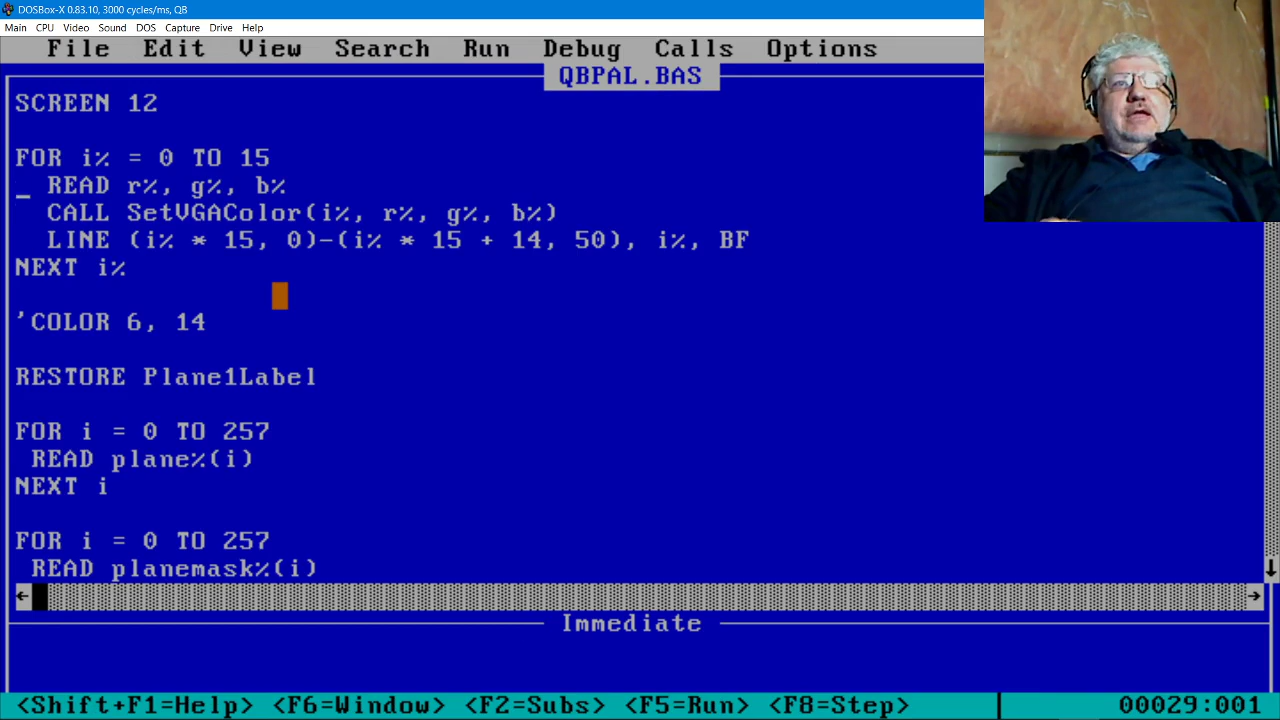 DOSBox-X 0.83.10, 3000 cycles/ms, QB
Main CPU Video Sound DOS Capture Drive Help
File Edit View Search Run Debug Calls Options
QBPAL.BAS
SCREEN 12
FOR i% = 0 TO 15
READ r%, g%, b%
CALL SetVGAColor(i%, r%, g%, b%)
LINE (i% * 15, 0)-(i% * 15 + 14, 50), i%, BF
NEXT i%
'COLOR 6, 14
RESTORE Plane1Label
FOR i = 0 TO 257
READ plane%(i)
NEXT i
FOR i = 0 TO 257
READ planemask%(i)
Immediate
<Shift+F1=Help> <F6=Window> <F2=Subs> <F5=Run> <F8=Step> 00029:001